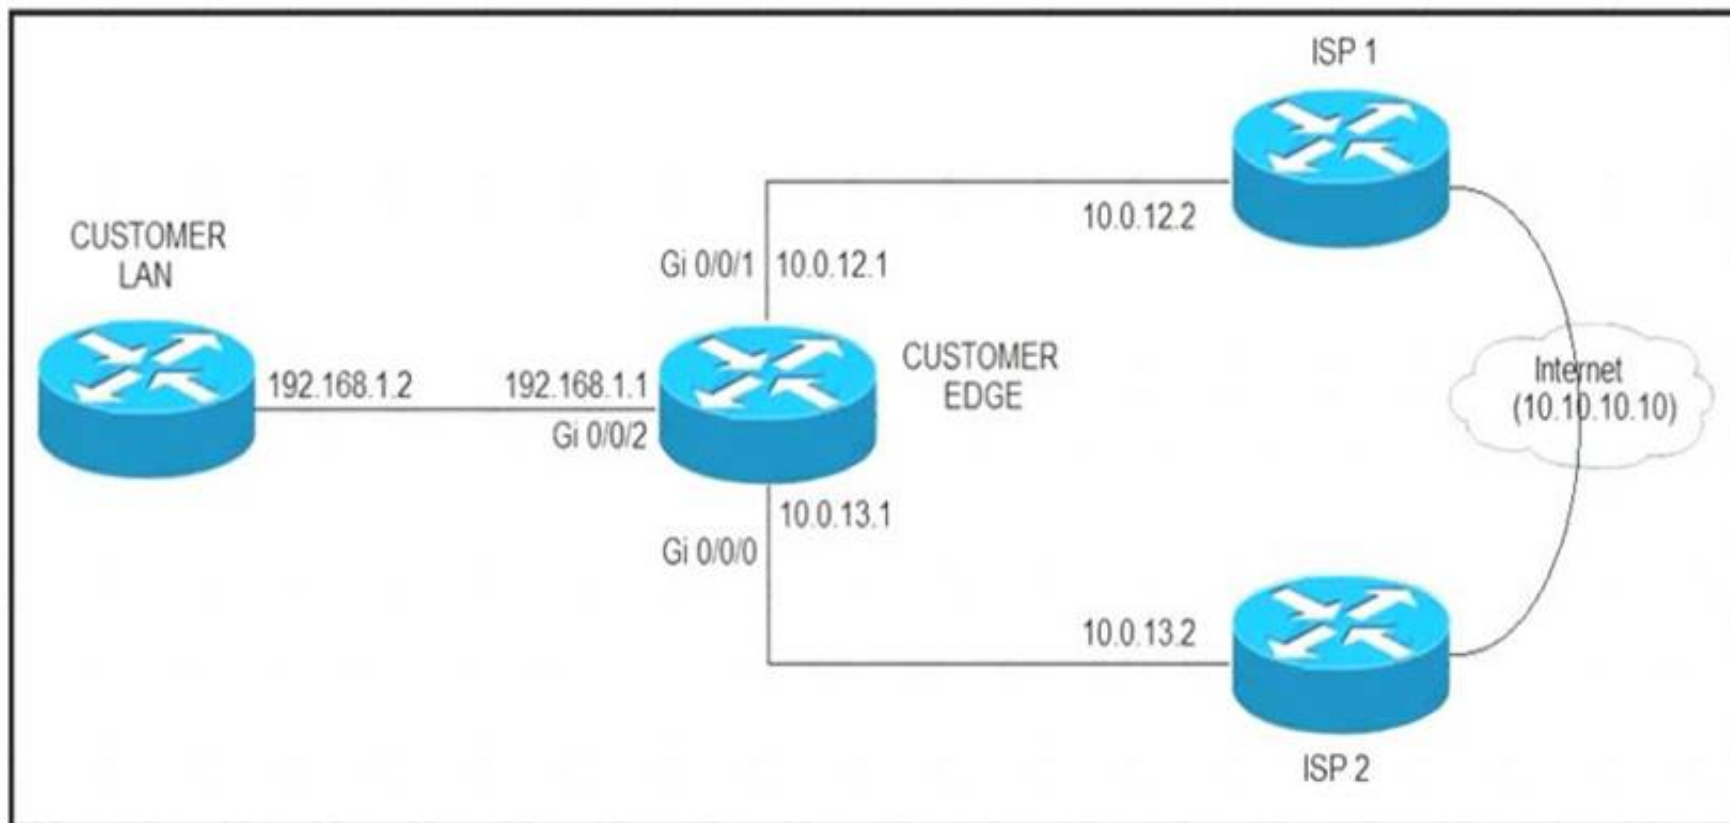 ISP 1
10.0.12.2
CUSTOMER
LAN
Gi 0/0/1
10.0.12.1
192.168.1.2
192.168.1.1
Gi 0/0/2
CUSTOMER
EDGE
Internet
(10.10.10.10)
10.0.13.1
Gi 0/0/0
10.0.13.2
ISP 2